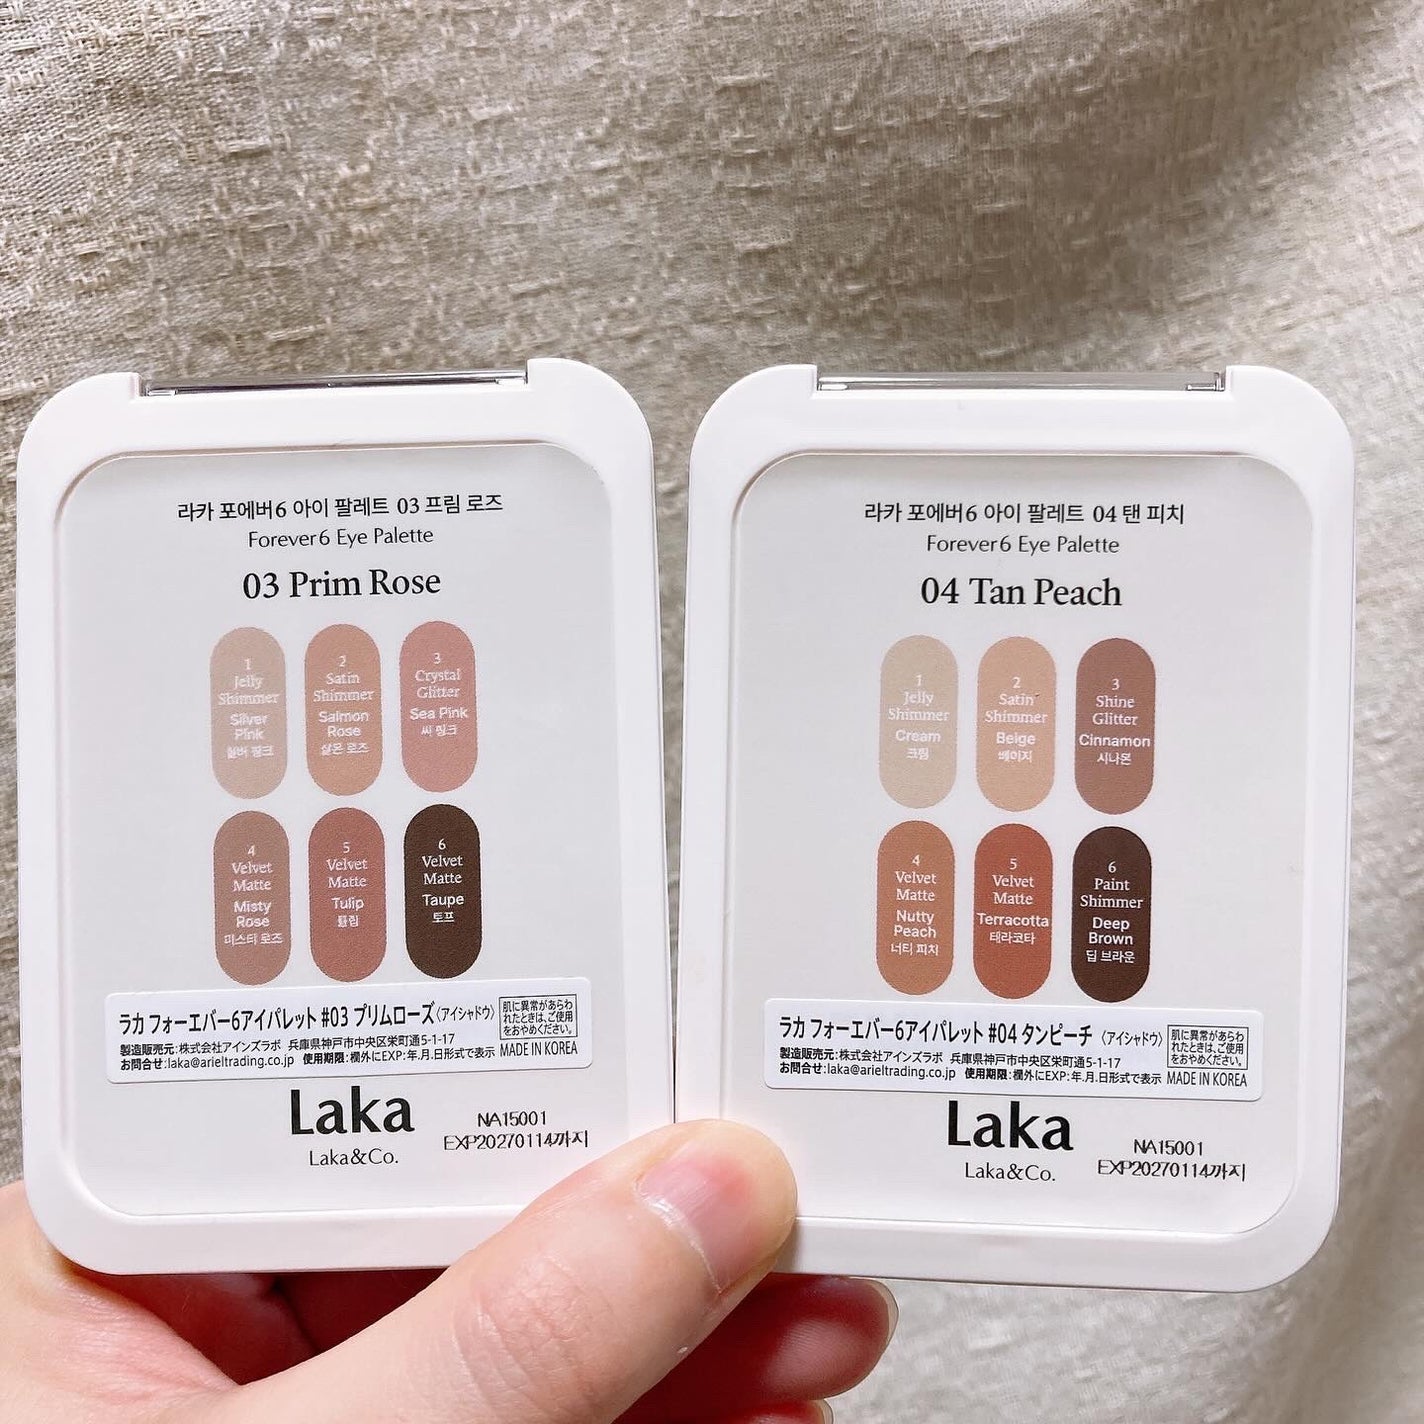 라카 포에버6 아이 팔레트 03 프림 로즈
Forever6 Eye Palette
03 Prim Rose
1
Jelly
Shimmer
Silver
Pink
실버 핑크
2
Satin
Shimmer
Salmon
Rose
살몬 로즈
3
Crystal
Glitter
Sea Pink
씨 핑크
4
Velvet
Matte
Misty
Rose
미스티 로즈
5
Velvet
Matte
Tulip
튤립
6
Velvet
Matte
Taupe
토프
ラカ フォーエバー6アイパレット #03 プリムローズ〈アイシャドウ〉
製造販売元:株式会社アインズラボ 兵庫県神戸市中央区栄町通5-1-17
お問合せ:laka@arieltrading.co.jp 使用期限:欄外にEXP:年.月.日形式で表示
肌に異常があらわ
れたときは、ご使用
をおやめください。
MADE IN KOREA
Laka
Laka&Co.
NA15001
EXP20270114까지
라카 포에버6 아이 팔레트 04 탠 피치
Forever6 Eye Palette
04 Tan Peach
1
Jelly
Shimmer
Cream
크림
2
Satin
Shimmer
Beige
베이지
3
Shine
Glitter
Cinnamon
시나몬
4
Velvet
Matte
Nutty
Peach
너티 피치
5
Velvet
Matte
Terracotta
테라코타
6
Paint
Shimmer
Deep
Brown
딥 브라운
ラカ フォーエバー6アイパレット #04 タンピーチ 〈アイシャドウ〉
製造販売元:株式会社アインズラボ 兵庫県神戸市中央区栄町通5-1-17
お問合せ:laka@arieltrading.co.jp 使用期限:欄外にEXP:年.月.日形式で表示
肌に異常があらわ
れたときは、ご使用
をおやめください。
MADE IN KOREA
Laka
Laka&Co.
NA15001
EXP20270114까지